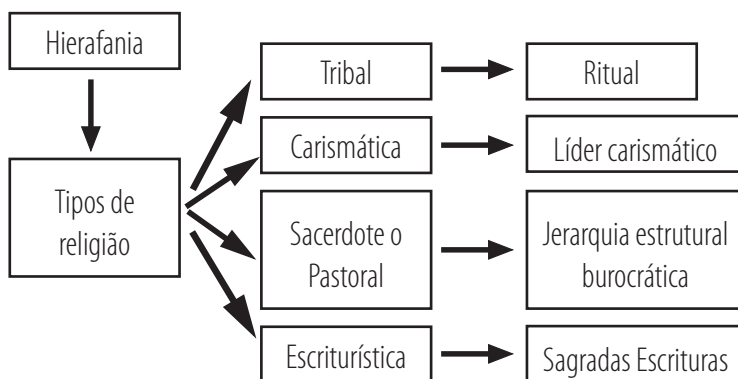 Hierafania
Tipos de
religião
Tribal
Ritual
Carismática
Líder carismático
Sacerdote o
Pastoral
Jerarquia estrutural
burocrática
Escriturística
Sagradas Escrituras